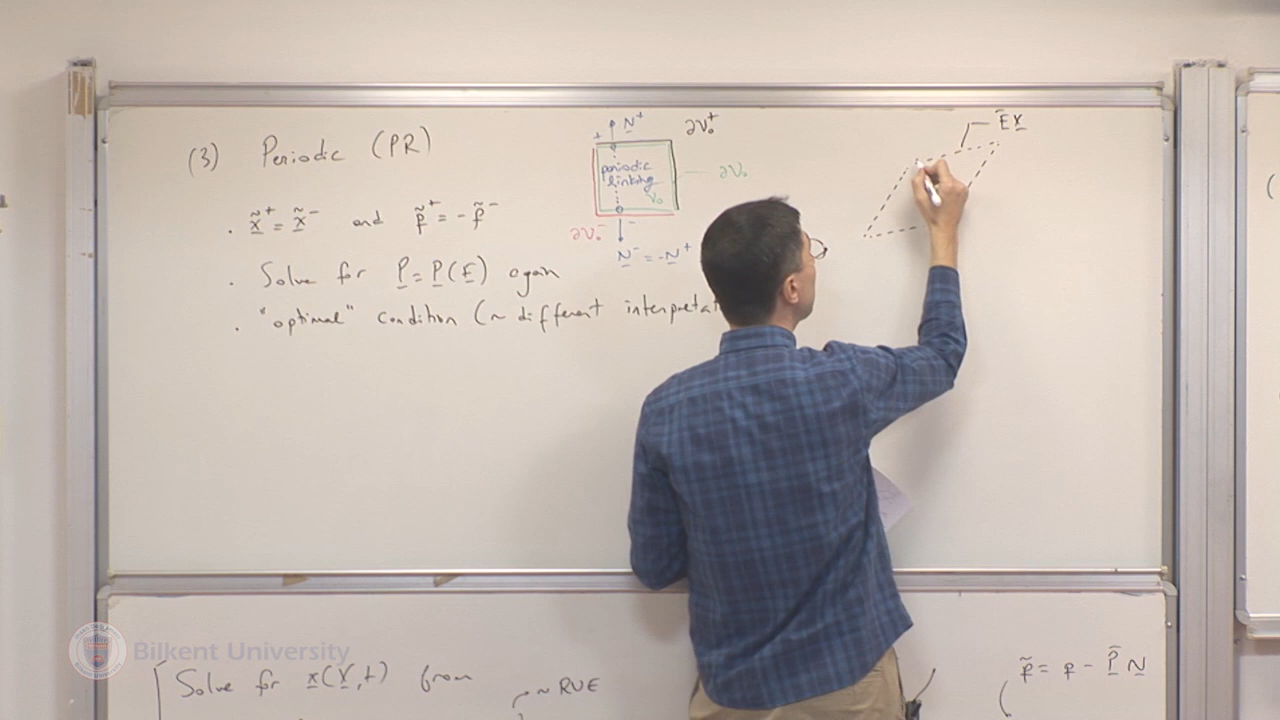 (3) Periodic (PR)
. x̃⁺ = x̃⁻ and p̃⁺ = -p̃⁻
. Solve for P = P(F) again
. "optimal" condition (~ different interpretat
N⁺
+
∂V₀⁺
periodic
linking
V₀
∂V₀
∂V₀⁻
-
N⁻ = -N⁺
F̄X
Bilkent University
Solve for x(X,t) from
~ RVE
p̃ = p - P̄ N
(